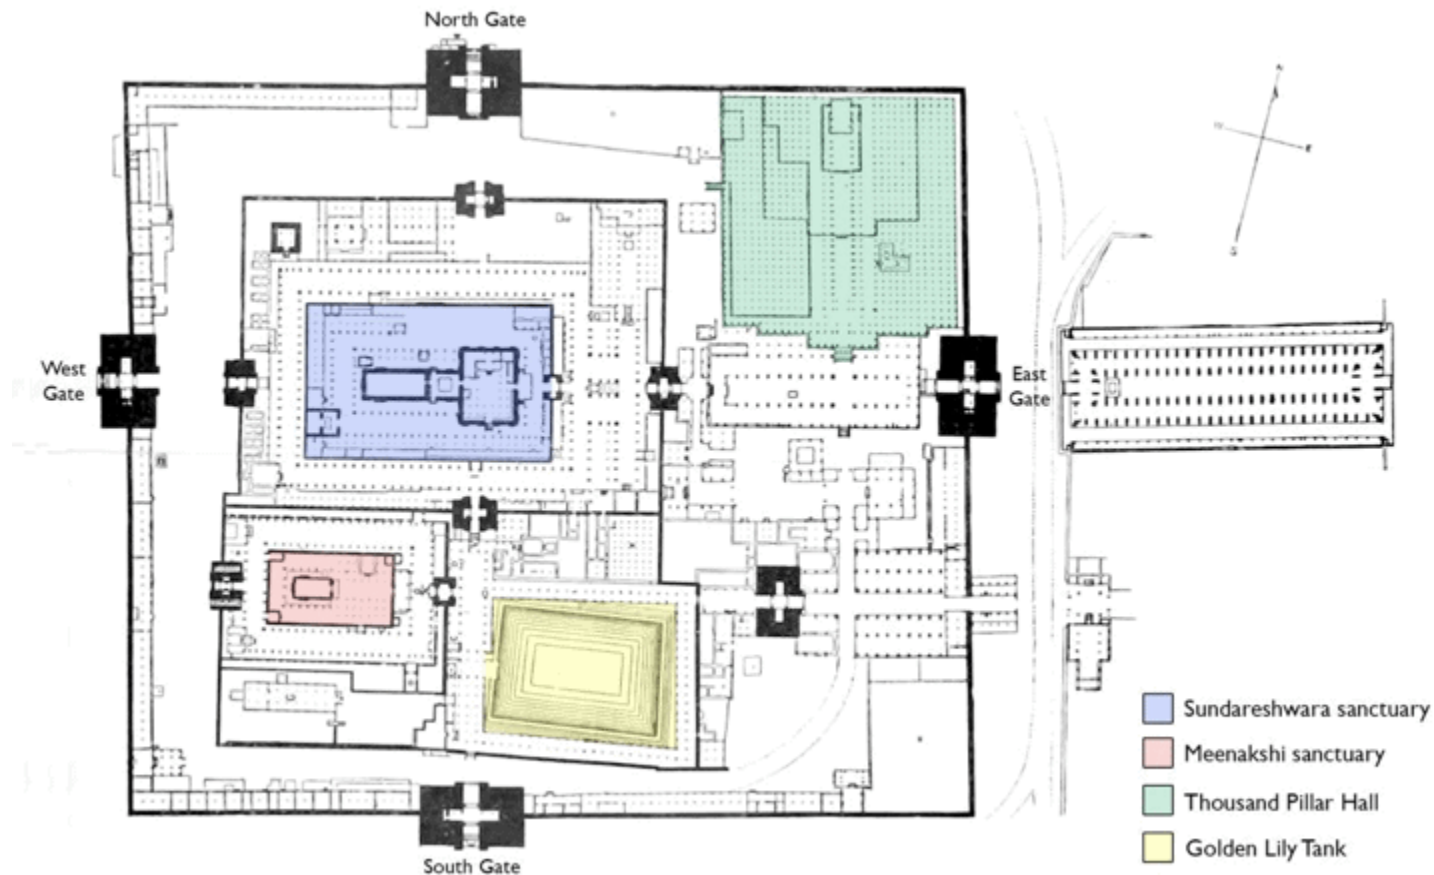 North Gate
West
Gate
East
Gate
South Gate
Sundareshwara sanctuary
Meenakshi sanctuary
Thousand Pillar Hall
Golden Lily Tank